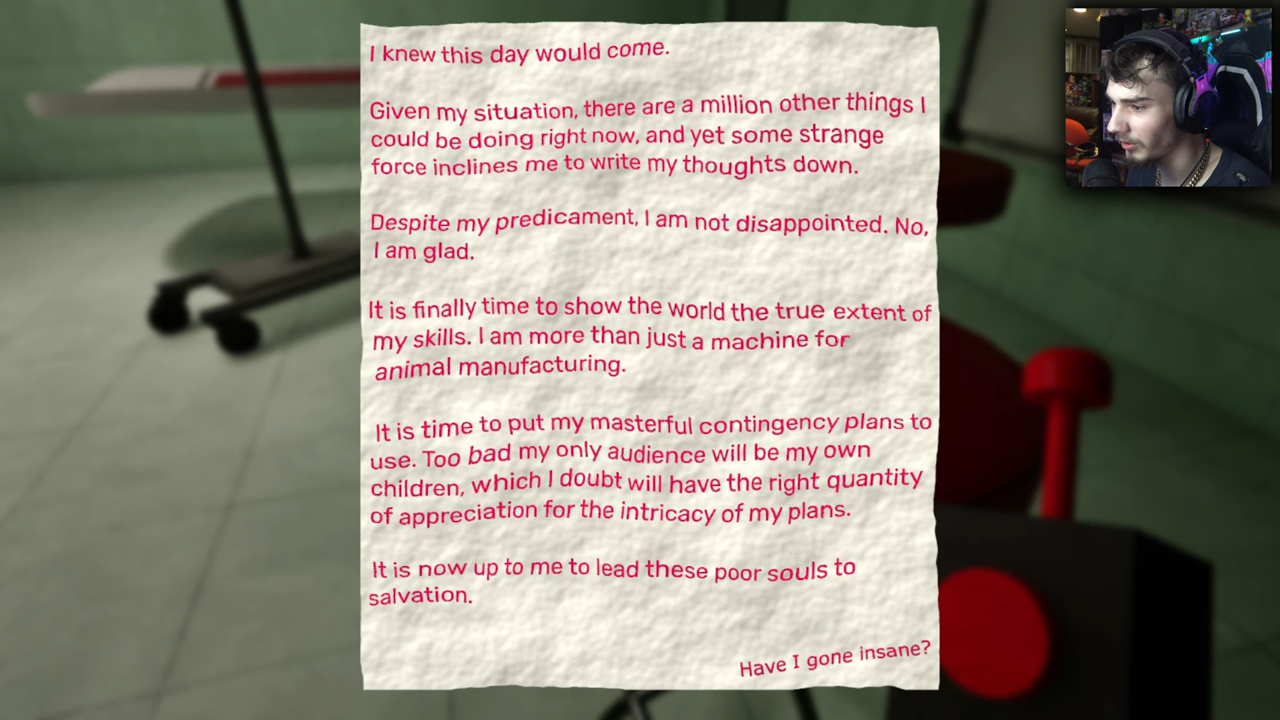 I knew this day would come.
Given my situation, there are a million other things I
could be doing right now, and yet some strange
force inclines me to write my thoughts down.
Despite my predicament, I am not disappointed. No,
I am glad.
It is finally time to show the world the true extent of
my skills. I am more than just a machine for
animal manufacturing.
It is time to put my masterful contingency plans to
use. Too bad my only audience will be my own
children, which I doubt will have the right quantity
of appreciation for the intricacy of my plans.
It is now up to me to lead these poor souls to
salvation.
Have I gone insane?